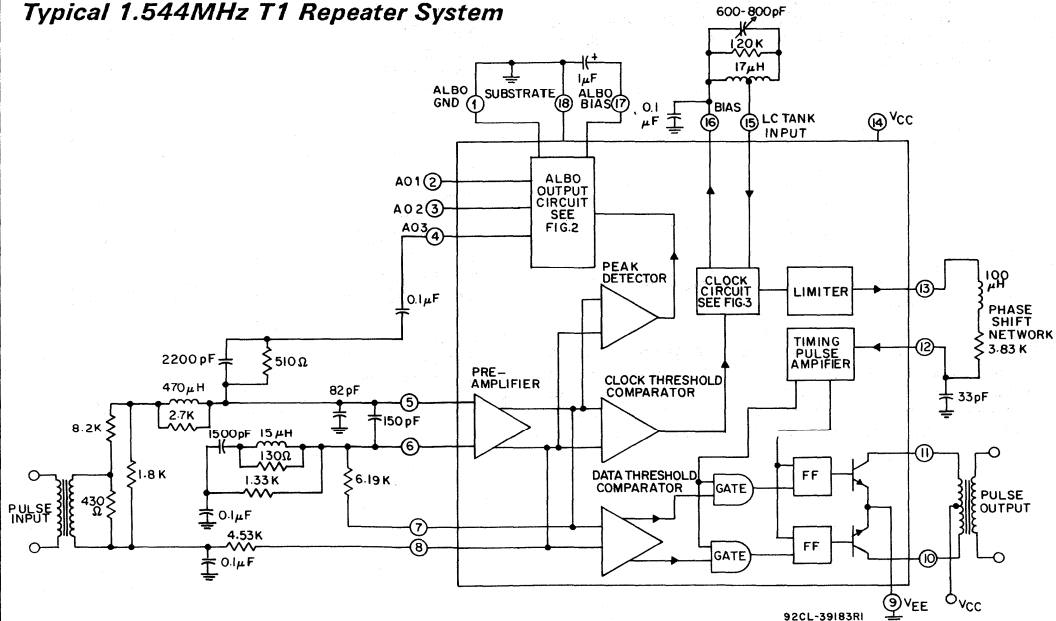 Typical 1.544MHz T1 Repeater System
600-800pF
120K
17µH
1µF
+
ALBO
GND
1
SUBSTRATE
18
ALBO
BIAS
17
0.1
µF
BIAS
16
15
LC TANK
INPUT
14
VCC
AO1
2
AO2
3
AO3
4
ALBO
OUTPUT
CIRCUIT
SEE
FIG.2
PEAK
DETECTOR
CLOCK
CIRCUIT
SEE FIG.3
LIMITER
13
100
µH
PHASE
SHIFT
NETWORK
3.83 K
0.1µF
TIMING
PULSE
AMPIFIER
12
33pF
2200pF
510Ω
470µH
2.7K
PRE-
AMPLIFIER
82pF
5
CLOCK THRESHOLD
COMPARATOR
150pF
8.2K
1500pF
15µH
130Ω
1.33K
6
1.8K
6.19K
DATA THRESHOLD
COMPARATOR
GATE
FF
11
PULSE
INPUT
430
Ω
0.1µF
7
PULSE
OUTPUT
4.53K
8
0.1µF
GATE
FF
10
9
VEE
VCC
92CL-39183R1